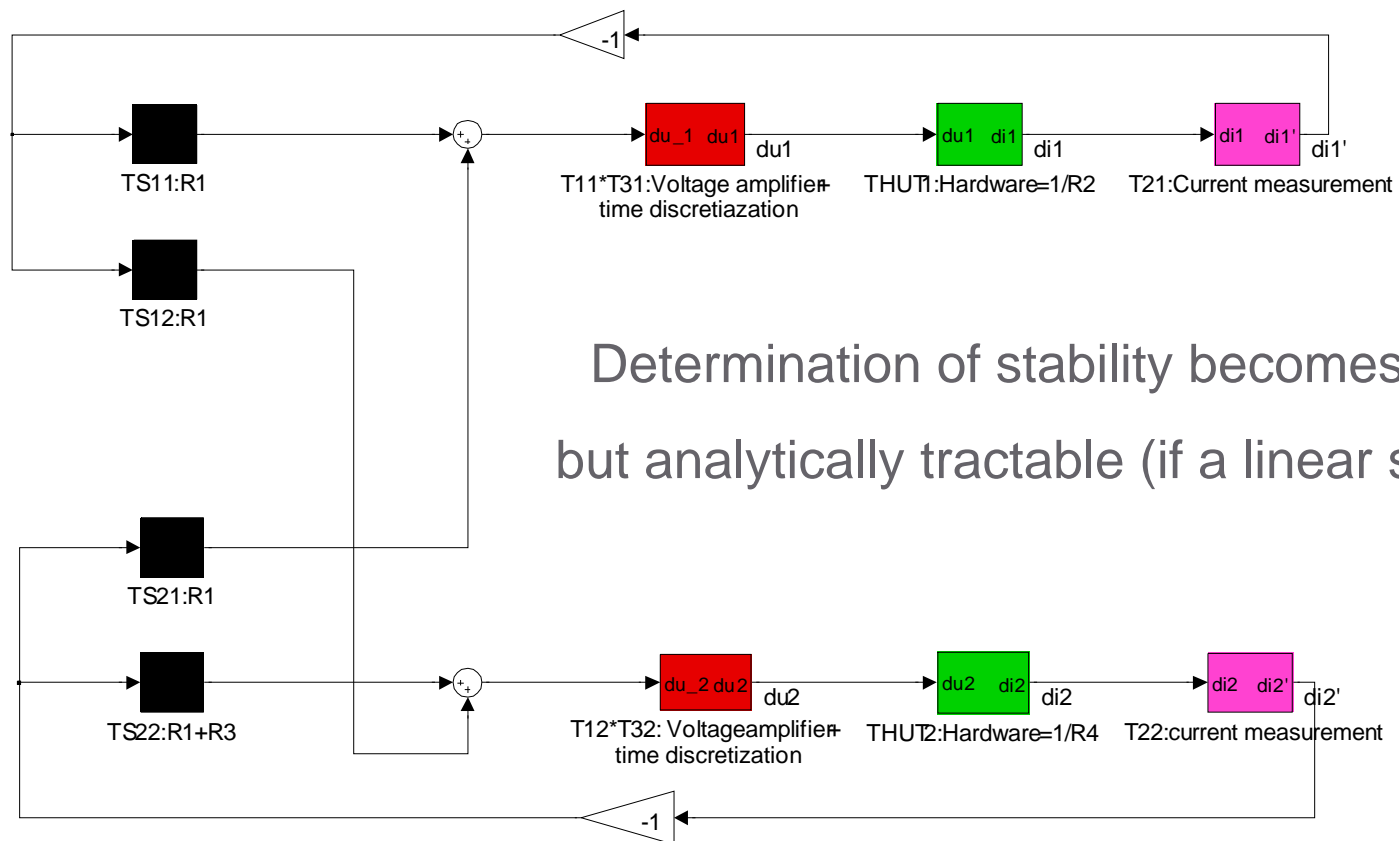 -1
TS11:R1
++
du_1 du1
du1
T11*T31:Voltage amplifier+
time discretiazation
du1 di1
di1
THUT1:Hardware=1/R2
di1 di1'
di1'
T21:Current measurement
TS12:R1
Determination of stability becomes
but analytically tractable (if a linear s
TS21:R1
TS22:R1+R3
++
du_2 du2
du2
T12*T32: Voltageamplifier+
time discretization
du2 di2
di2
THUT2:Hardware=1/R4
di2 di2'
di2'
T22:current measurement
-1